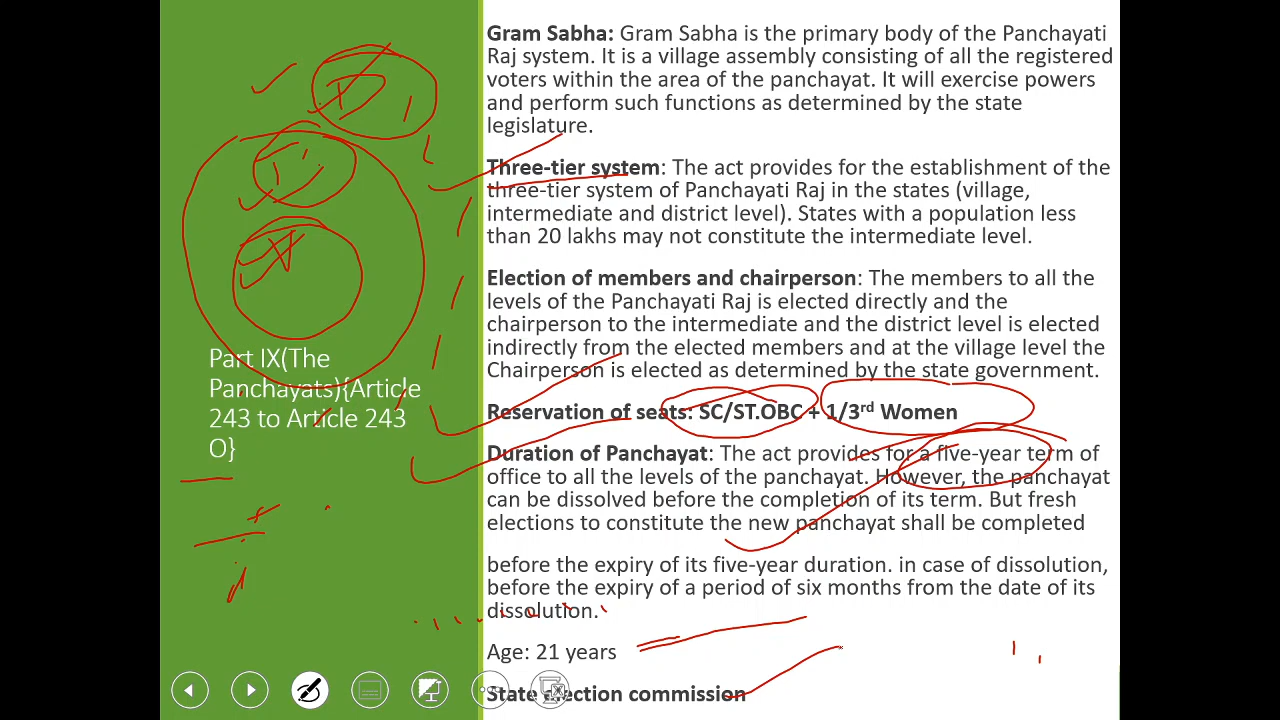 Part IX(The
Panchayats){Article
243 to Article 243
O}
Gram Sabha: Gram Sabha is the primary body of the Panchayati
Raj system. It is a village assembly consisting of all the registered
voters within the area of the panchayat. It will exercise powers
and perform such functions as determined by the state
legislature.
Three-tier system: The act provides for the establishment of the
three-tier system of Panchayati Raj in the states (village,
intermediate and district level). States with a population less
than 20 lakhs may not constitute the intermediate level.
Election of members and chairperson: The members to all the
levels of the Panchayati Raj is elected directly and the
chairperson to the intermediate and the district level is elected
indirectly from the elected members and at the village level the
Chairperson is elected as determined by the state government.
Reservation of seats: SC/ST.OBC + 1/3rd Women
Duration of Panchayat: The act provides for a five-year term of
office to all the levels of the panchayat. However, the panchayat
can be dissolved before the completion of its term. But fresh
elections to constitute the new panchayat shall be completed
before the expiry of its five-year duration. in case of dissolution,
before the expiry of a period of six months from the date of its
dissolution.
Age: 21 years
State election commission